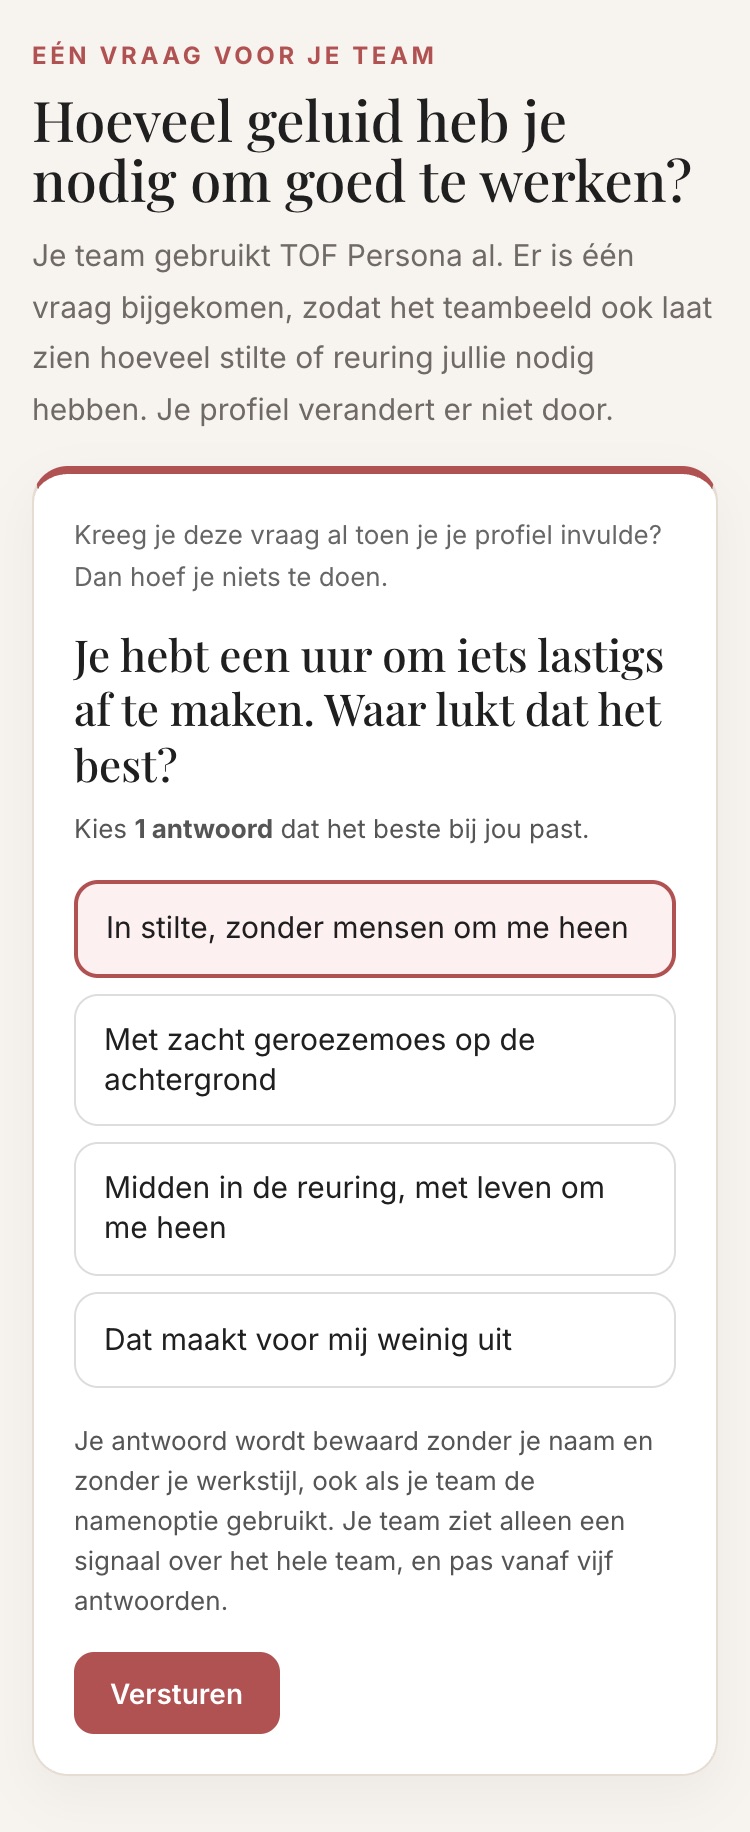 EÉN VRAAG VOOR JE TEAM
Hoeveel geluid heb je
nodig om goed te werken?
Je team gebruikt TOF Persona al. Er is één
vraag bijgekomen, zodat het teambeeld ook laat
zien hoeveel stilte of reuring jullie nodig
hebben. Je profiel verandert er niet door.
Kreeg je deze vraag al toen je je profiel invulde?
Dan hoef je niets te doen.
Je hebt een uur om iets lastigs
af te maken. Waar lukt dat het
best?
Kies 1 antwoord dat het beste bij jou past.
In stilte, zonder mensen om me heen
Met zacht geroezemoes op de
achtergrond
Midden in de reuring, met leven om
me heen
Dat maakt voor mij weinig uit
Je antwoord wordt bewaard zonder je naam en
zonder je werkstijl, ook als je team de
namenoptie gebruikt. Je team ziet alleen een
signaal over het hele team, en pas vanaf vijf
antwoorden.
Versturen